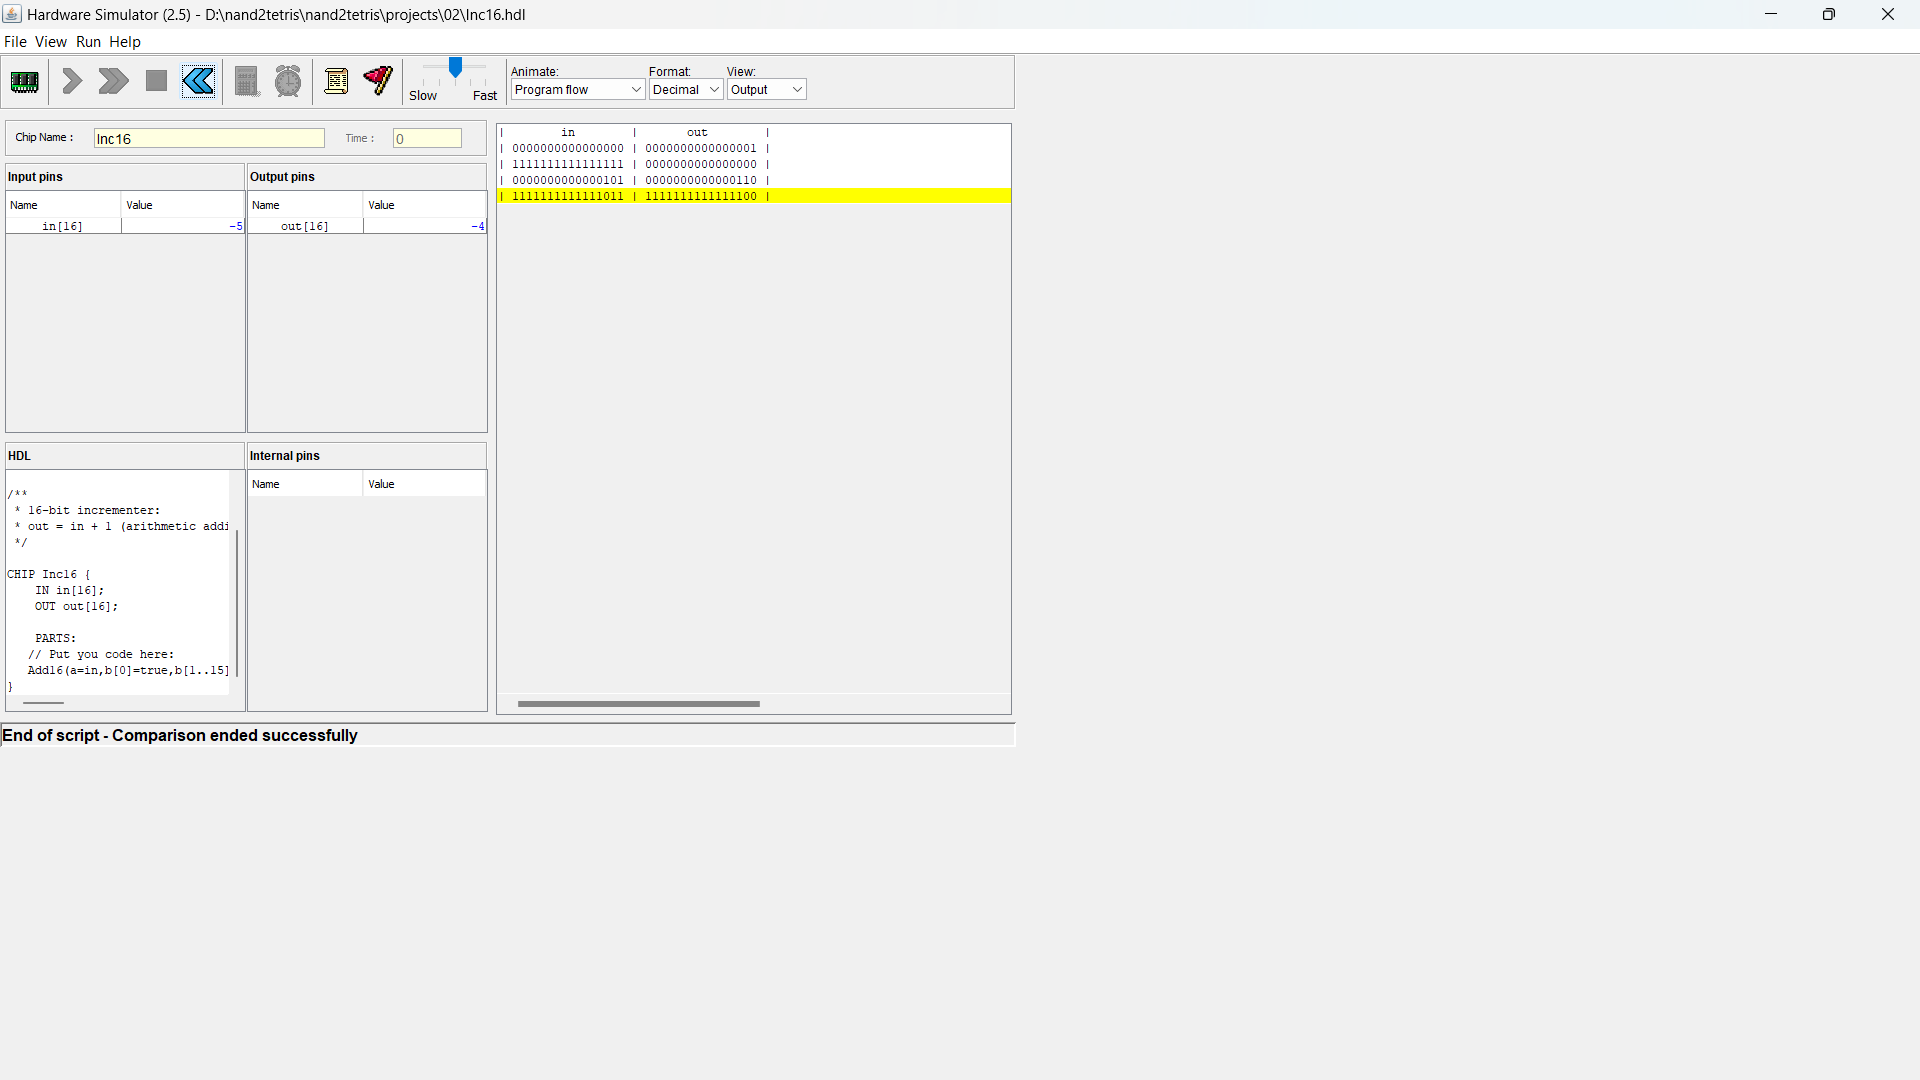 Hardware Simulator (2.5) - D:\nand2tetris\nand2tetris\projects\02\Inc16.hdl
File View Run Help
Slow Fast
Animate: Format: View:
Program flow Decimal Output
Chip Name : Inc16 Time : 0
Input pins
Name Value
in[16] -5
Output pins
Name Value
out[16] -4
HDL
/**
* 16-bit incrementer:
* out = in + 1 (arithmetic addi
*/
CHIP Inc16 {
IN in[16];
OUT out[16];
PARTS:
// Put you code here:
Add16(a=in,b[0]=true,b[1..15]
}
Internal pins
Name Value
| in | out |
| 0000000000000000 | 0000000000000001 |
| 1111111111111111 | 0000000000000000 |
| 0000000000000101 | 0000000000000110 |
| 1111111111111011 | 1111111111111100 |
End of script - Comparison ended successfully